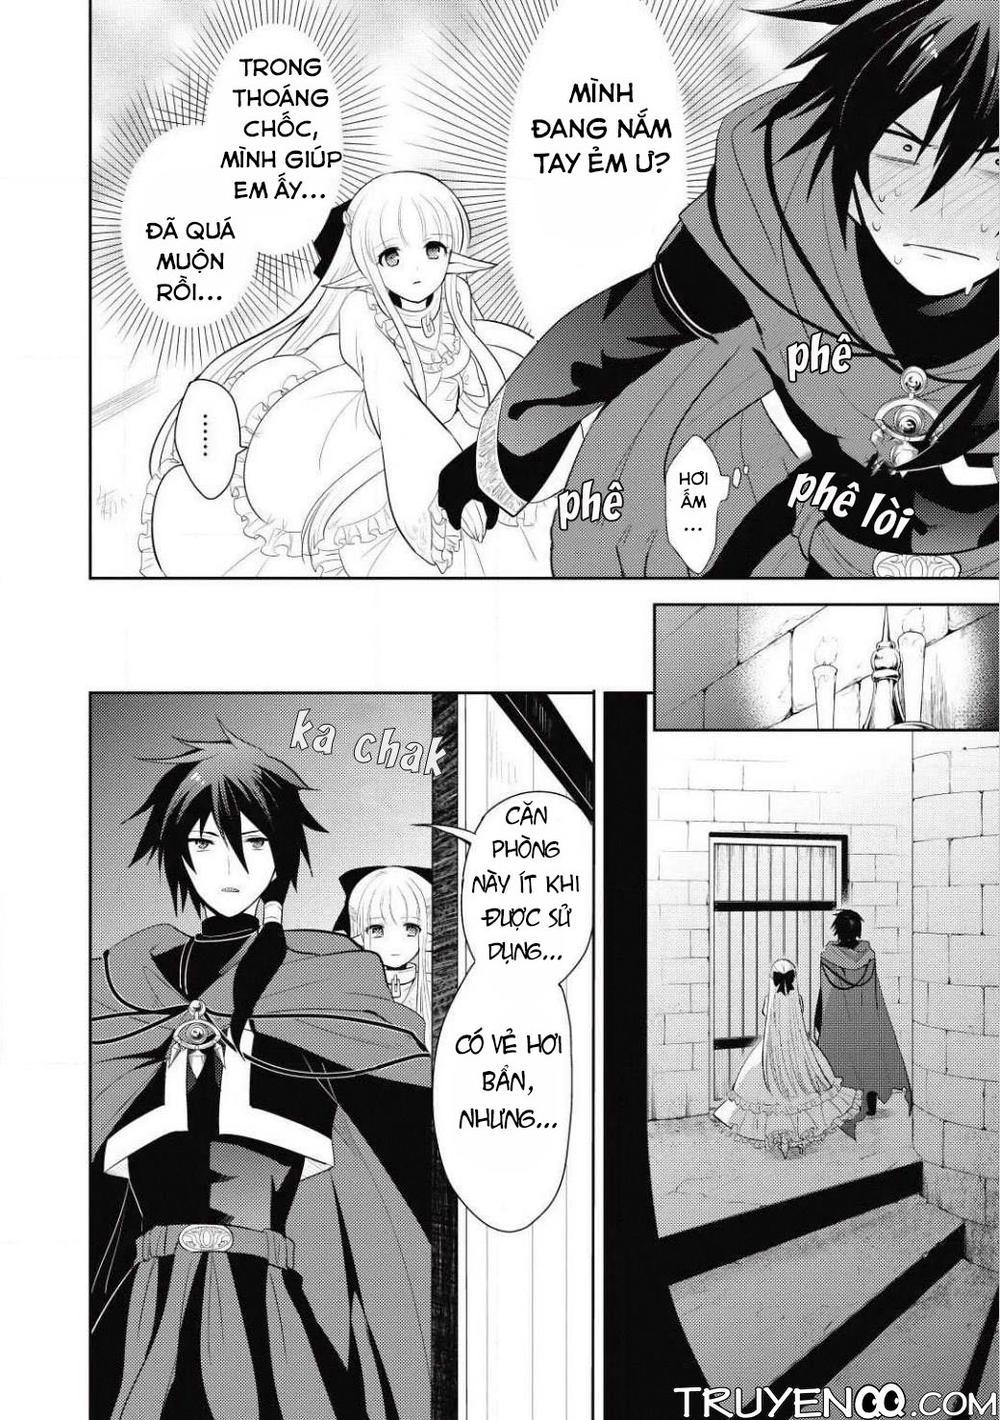 MÌNH
ĐANG NẮM
TAY ẺM Ư?
TRONG
THOÁNG
CHỐC,
MÌNH GIÚP
EM ẤY...
ĐÃ QUÁ
MUỘN
RỒI...
......
phê
phê lòi
HƠI
ẤM
...
phê
ka chak
CĂN
PHÒNG
NÀY ÍT KHI
ĐƯỢC SỬ
DỤNG...
CÓ VẺ HƠI
BẨN,
NHƯNG...
TRUYENQQ.COM